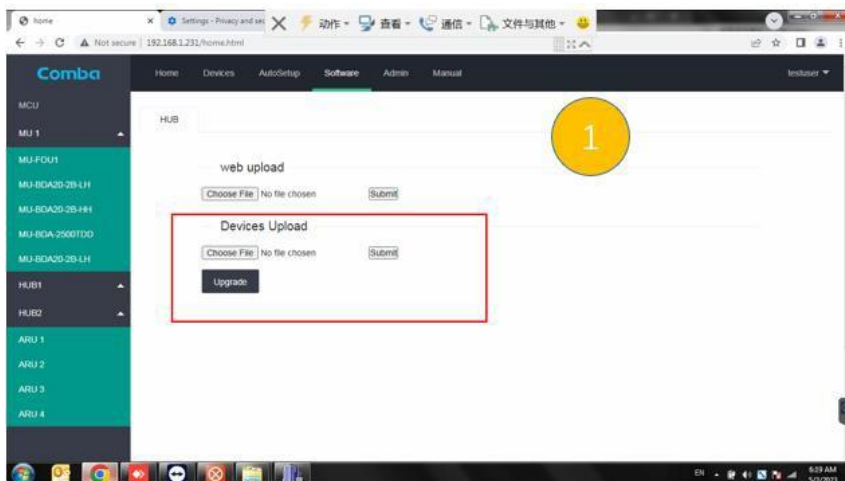 home
Settings - Privacy and sec
动作
查看
通信
文件与其他
Not secure
192.168.1.231/home.html
Comba
Home
Devices
AutoSetup
Software
Admin
Manual
testuser
MCU
MU 1
MU-FOU1
MU-BDA20-2B-LH
MU-BDA20-2B-HH
MU-BDA-2500TDD
MU-BDA20-2B-LH
HUB1
HUB2
ARU 1
ARU 2
ARU 3
ARU 4
HUB
1
web upload
Choose File No file chosen
Submit
Devices Upload
Choose File No file chosen
Submit
Upgrade
EN
6:39 AM
5/3/2023